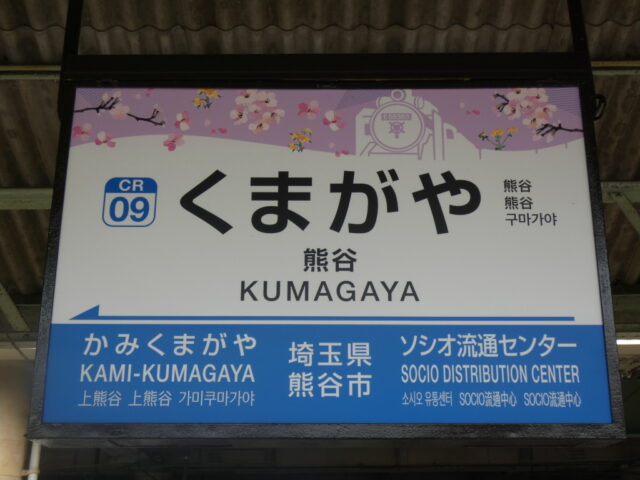 CR
09
くまがや
熊谷
KUMAGAYA
熊谷
熊谷
구마가야
かみくまがや
KAMI-KUMAGAYA
上熊谷 上熊谷 가미쿠마가야
埼玉県
熊谷市
ソシオ流通センター
SOCIO DISTRIBUTION CENTER
소시오 유통센터 SOCIO流通中心 SOCIO流通中心